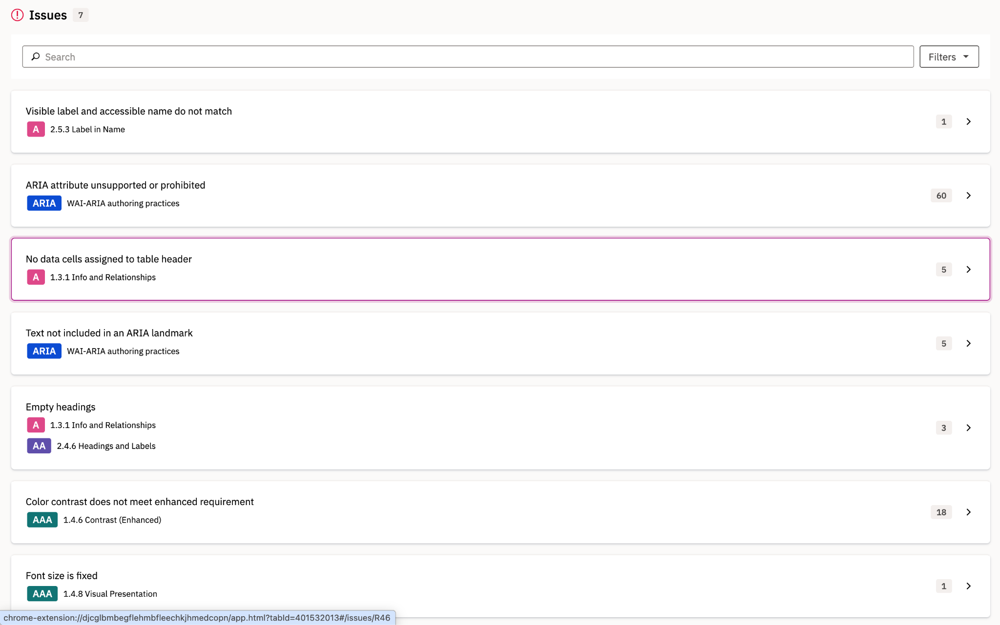 Issues 7
Search
Filters
Visible label and accessible name do not match
A 2.5.3 Label in Name
1
ARIA attribute unsupported or prohibited
ARIA WAI-ARIA authoring practices
60
No data cells assigned to table header
A 1.3.1 Info and Relationships
5
Text not included in an ARIA landmark
ARIA WAI-ARIA authoring practices
5
Empty headings
A 1.3.1 Info and Relationships
AA 2.4.6 Headings and Labels
3
Color contrast does not meet enhanced requirement
AAA 1.4.6 Contrast (Enhanced)
18
Font size is fixed
AAA 1.4.8 Visual Presentation
1
chrome-extension://djcglbmbegflehmbfleechkjhmedcopn/app.html?tabId=401532013#/issues/R46